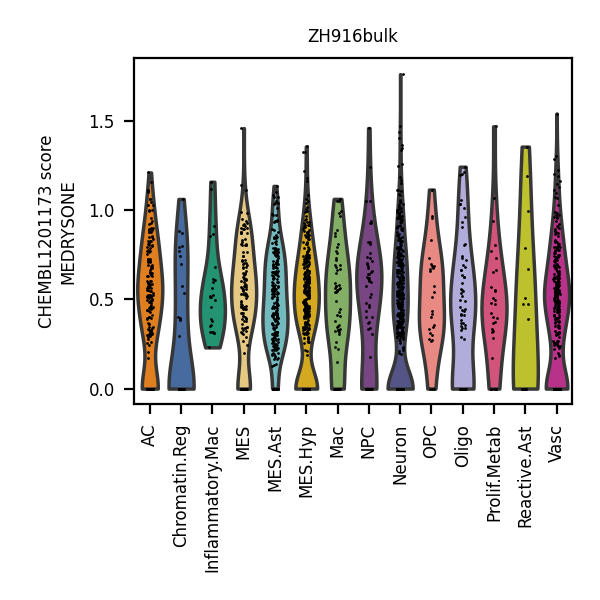 ZH916bulk
CHEMBL1201173 score
MEDRYSONE
1.5
1.0
0.5
0.0
AC
Chromatin.Reg
Inflammatory.Mac
MES
MES.Ast
MES.Hyp
Mac
NPC
Neuron
OPC
Oligo
Prolif.Metab
Reactive.Ast
Vasc